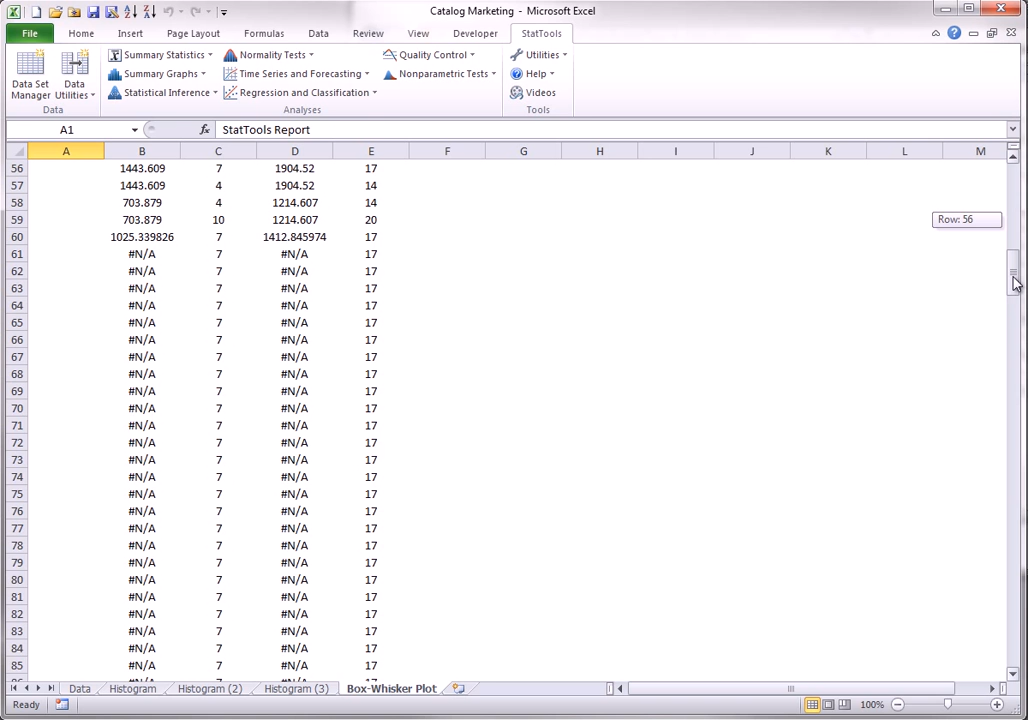 Catalog Marketing - Microsoft Excel
File Home Insert Page Layout Formulas Data Review View Developer StatTools
Data Set Manager
Data Utilities
Summary Statistics
Summary Graphs
Statistical Inference
Normality Tests
Time Series and Forecasting
Regression and Classification
Quality Control
Nonparametric Tests
Utilities
Help
Videos
Data Analyses Tools
A1 fx StatTools Report
A B C D E F G H I J K L M
56 1443.609 7 1904.52 17
57 1443.609 4 1904.52 14
58 703.879 4 1214.607 14
59 703.879 10 1214.607 20
Row: 56
60 1025.339826 7 1412.845974 17
61 #N/A 7 #N/A 17
62 #N/A 7 #N/A 17
63 #N/A 7 #N/A 17
64 #N/A 7 #N/A 17
65 #N/A 7 #N/A 17
66 #N/A 7 #N/A 17
67 #N/A 7 #N/A 17
68 #N/A 7 #N/A 17
69 #N/A 7 #N/A 17
70 #N/A 7 #N/A 17
71 #N/A 7 #N/A 17
72 #N/A 7 #N/A 17
73 #N/A 7 #N/A 17
74 #N/A 7 #N/A 17
75 #N/A 7 #N/A 17
76 #N/A 7 #N/A 17
77 #N/A 7 #N/A 17
78 #N/A 7 #N/A 17
79 #N/A 7 #N/A 17
80 #N/A 7 #N/A 17
81 #N/A 7 #N/A 17
82 #N/A 7 #N/A 17
83 #N/A 7 #N/A 17
84 #N/A 7 #N/A 17
85 #N/A 7 #N/A 17
Data Histogram Histogram (2) Histogram (3) Box-Whisker Plot
Ready 100%